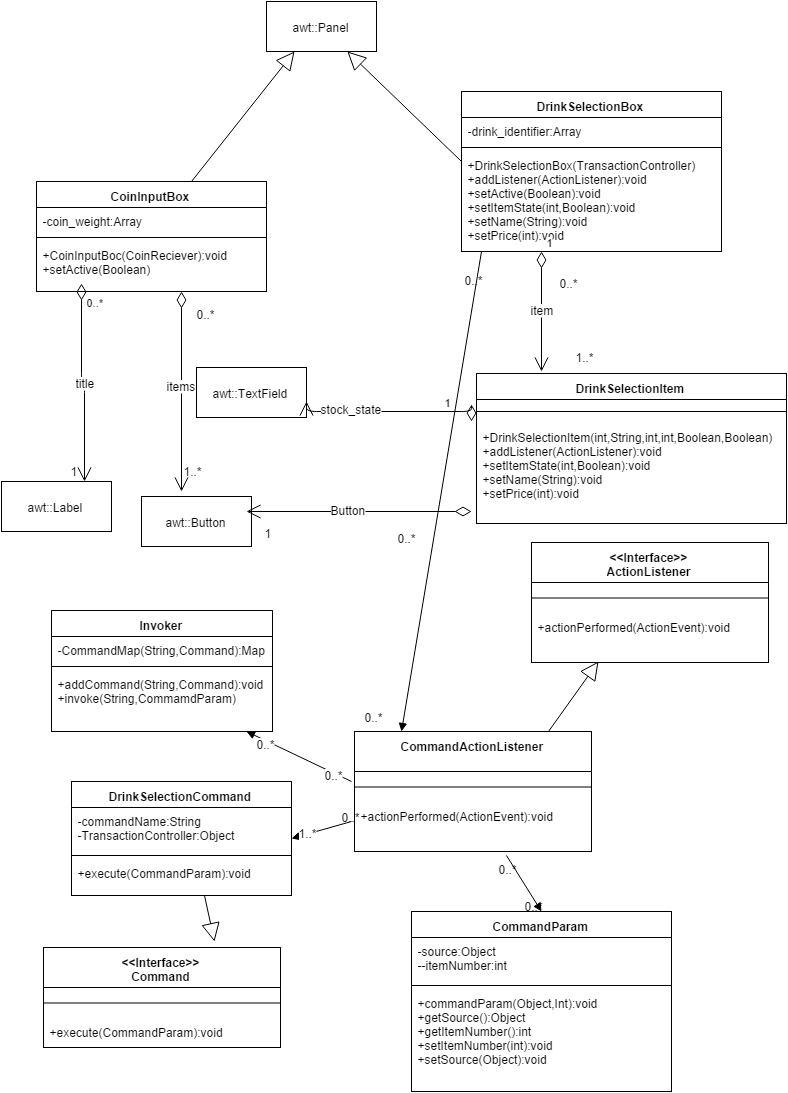 awt::Panel
DrinkSelectionBox
-drink_identifier:Array
+DrinkSelectionBox(TransactionController)
+addListener(ActionListener):void
+setActive(Boolean):void
+setItemState(int,Boolean):void
+setName(String):void
+setPrice(int):void
1
CoinInputBox
-coin_weight:Array
+CoinInputBoc(CoinReciever):void
+setActive(Boolean)
0..*
0..*
0..*
0..*
item
1..*
title
items
awt::TextField
stock_state
1
DrinkSelectionItem
+DrinkSelectionItem(int,String,int,int,Boolean,Boolean)
+addListener(ActionListener):void
+setItemState(int,Boolean):void
+setName(String):void
+setPrice(int):void
1
1..*
awt::Label
awt::Button
Button
1
0..*
<<Interface>>
ActionListener
+actionPerformed(ActionEvent):void
Invoker
-CommandMap(String,Command):Map
+addCommand(String,Command):void
+invoke(String,CommamdParam)
0..*
0..*
0..*
CommandActionListener
+actionPerformed(ActionEvent):void
DrinkSelectionCommand
-commandName:String
-TransactionController:Object
+execute(CommandParam):void
1..*
0..*
0..*
0..*
CommandParam
-source:Object
--itemNumber:int
+commandParam(Object,Int):void
+getSource():Object
+getItemNumber():int
+setItemNumber(int):void
+setSource(Object):void
<<Interface>>
Command
+execute(CommandParam):void